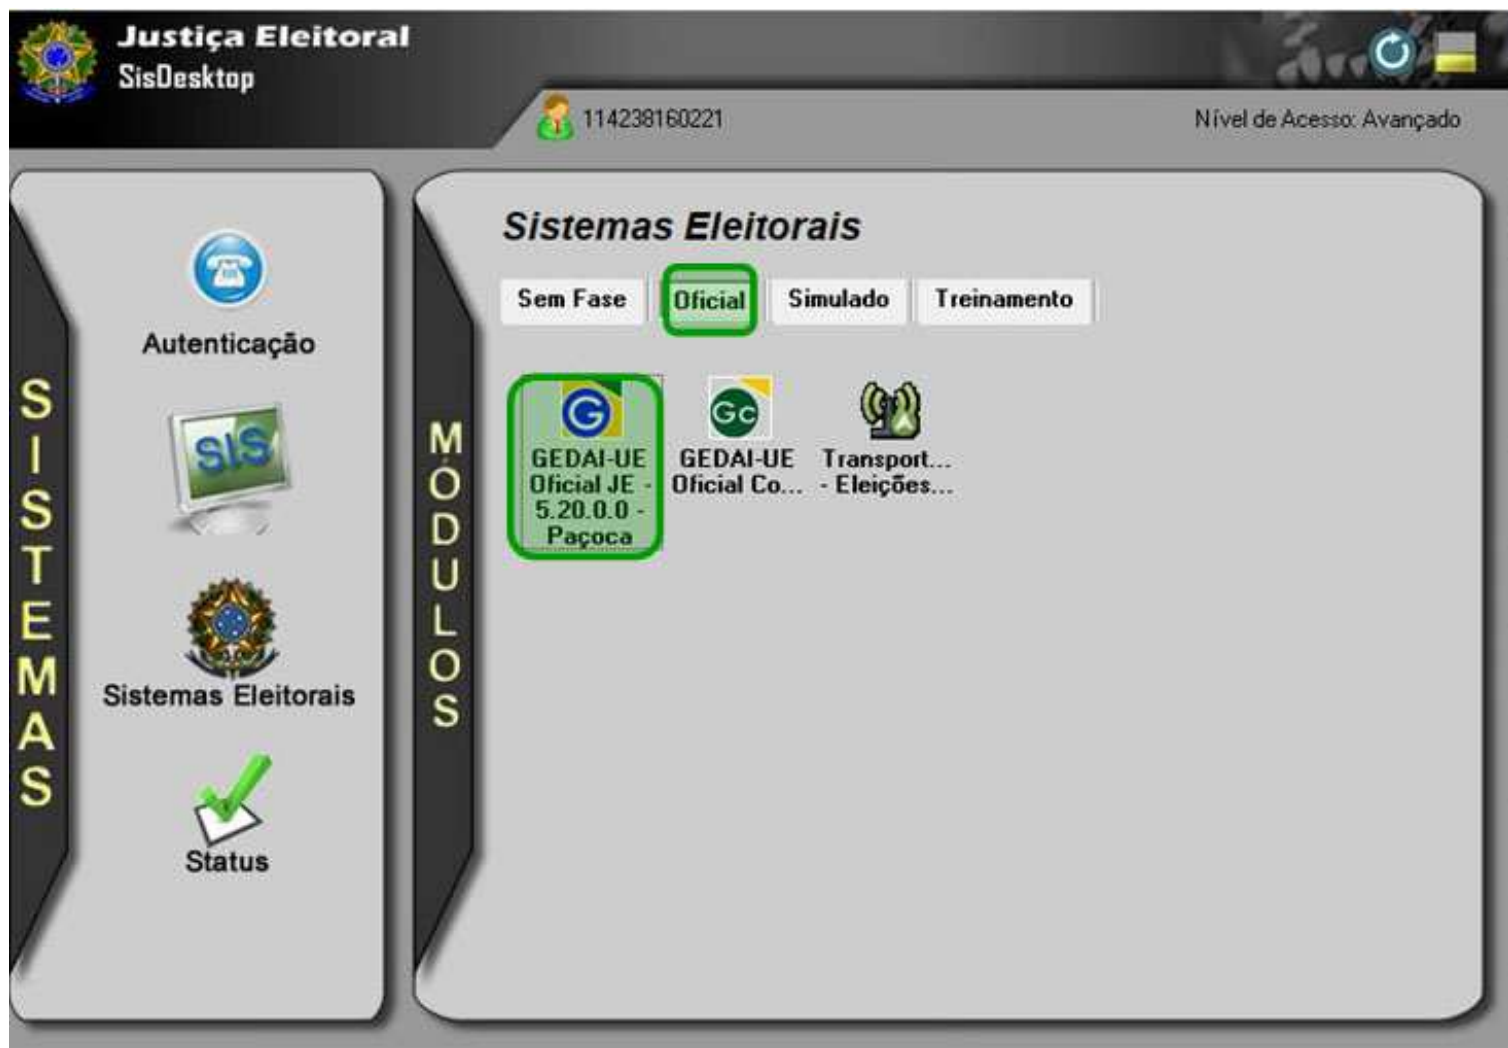 Justiça Eleitoral
SisDesktop
114238160221
Nível de Acesso: Avançado
SISTEMAS
Autenticação
SIS
Sistemas Eleitorais
Status
MÓDULOS
Sistemas Eleitorais
Sem Fase
Oficial
Simulado
Treinamento
GEDAI-UE
Oficial JE -
5.20.0.0 -
Paçoca
Gc
GEDAI-UE
Oficial Co...
Transport...
- Eleições...